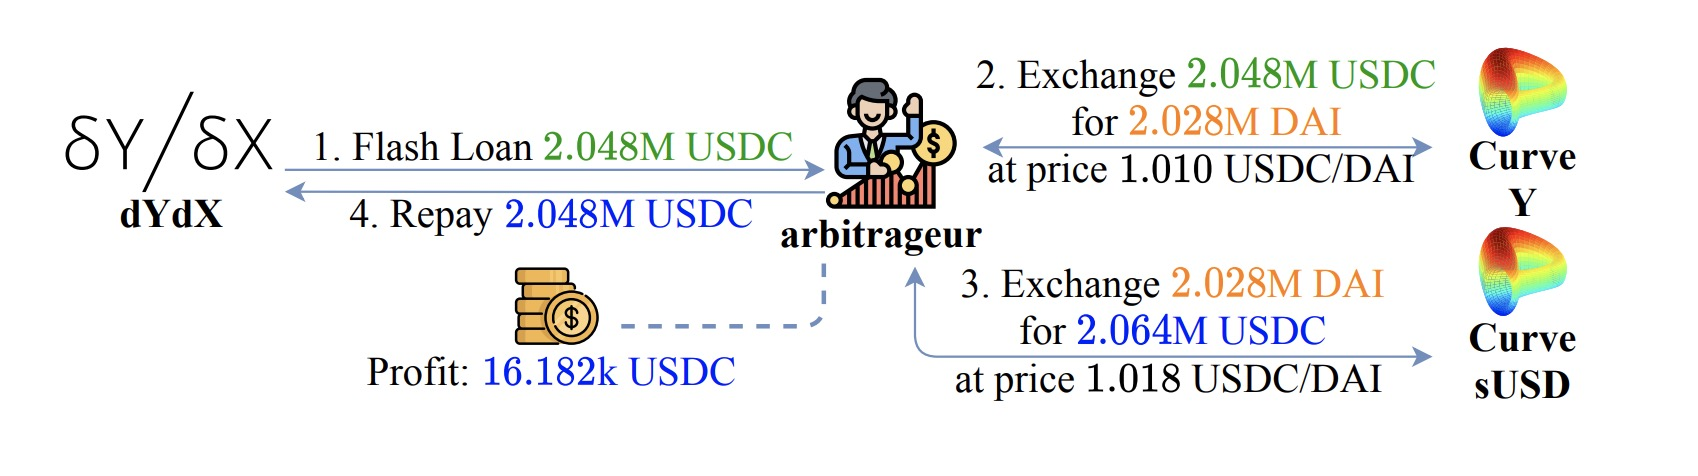 δY/δX
dYdX
1. Flash Loan 2.048M USDC
4. Repay 2.048M USDC
arbitrageur
2. Exchange 2.048M USDC
for 2.028M DAI
at price 1.010 USDC/DAI
Curve
Y
3. Exchange 2.028M DAI
for 2.064M USDC
at price 1.018 USDC/DAI
Curve
sUSD
$
$
Profit: 16.182k USDC